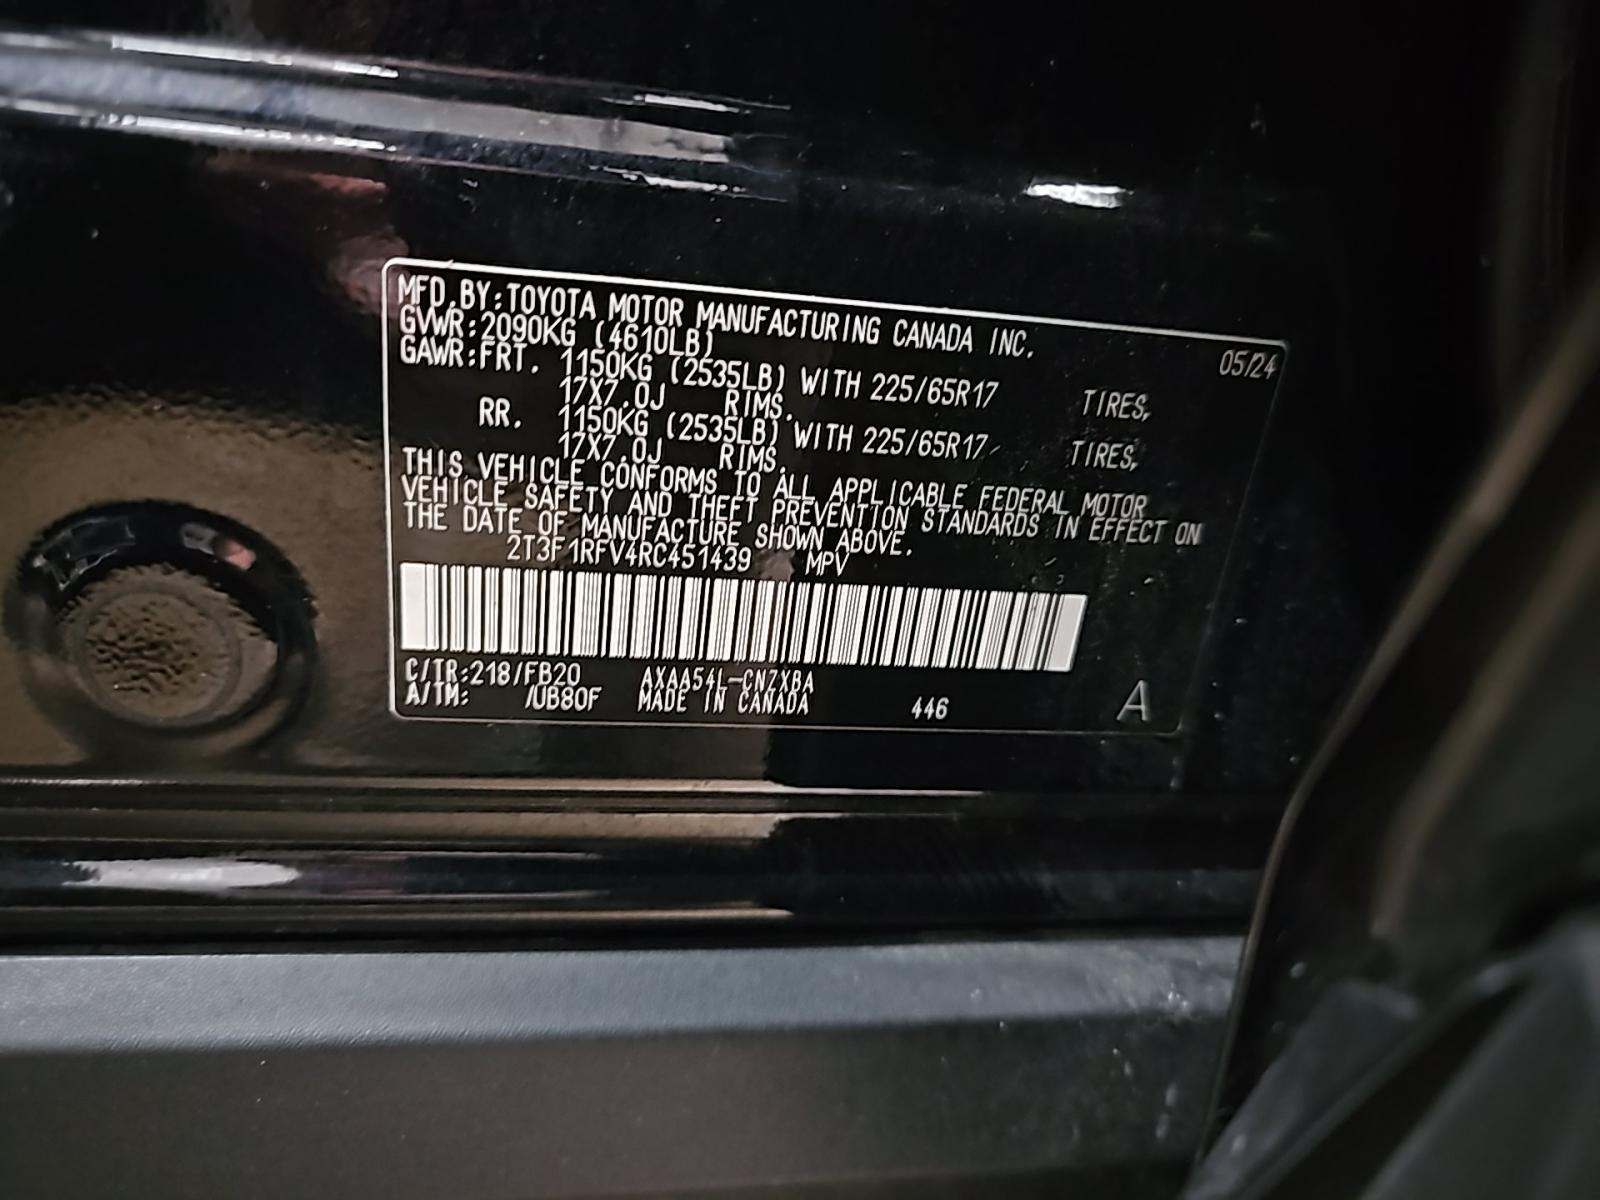 MFD.BY:TOYOTA MOTOR MANUFACTURING CANADA INC. 05/24
GVWR:2090KG (4610LB)
GAWR:FRT. 1150KG (2535LB) WITH 225/65R17 TIRES,
17X7.0J RIMS.
RR. 1150KG (2535LB) WITH 225/65R17 TIRES,
17X7.0J RIMS.
THIS VEHICLE CONFORMS TO ALL APPLICABLE FEDERAL MOTOR
VEHICLE SAFETY AND THEFT PREVENTION STANDARDS IN EFFECT ON
THE DATE OF MANUFACTURE SHOWN ABOVE.
2T3F1RFV4RC451439 MPV
C/TR:218/FB20 AXAA54L-CNZXBA
A/TM: /UB80F MADE IN CANADA 446 A